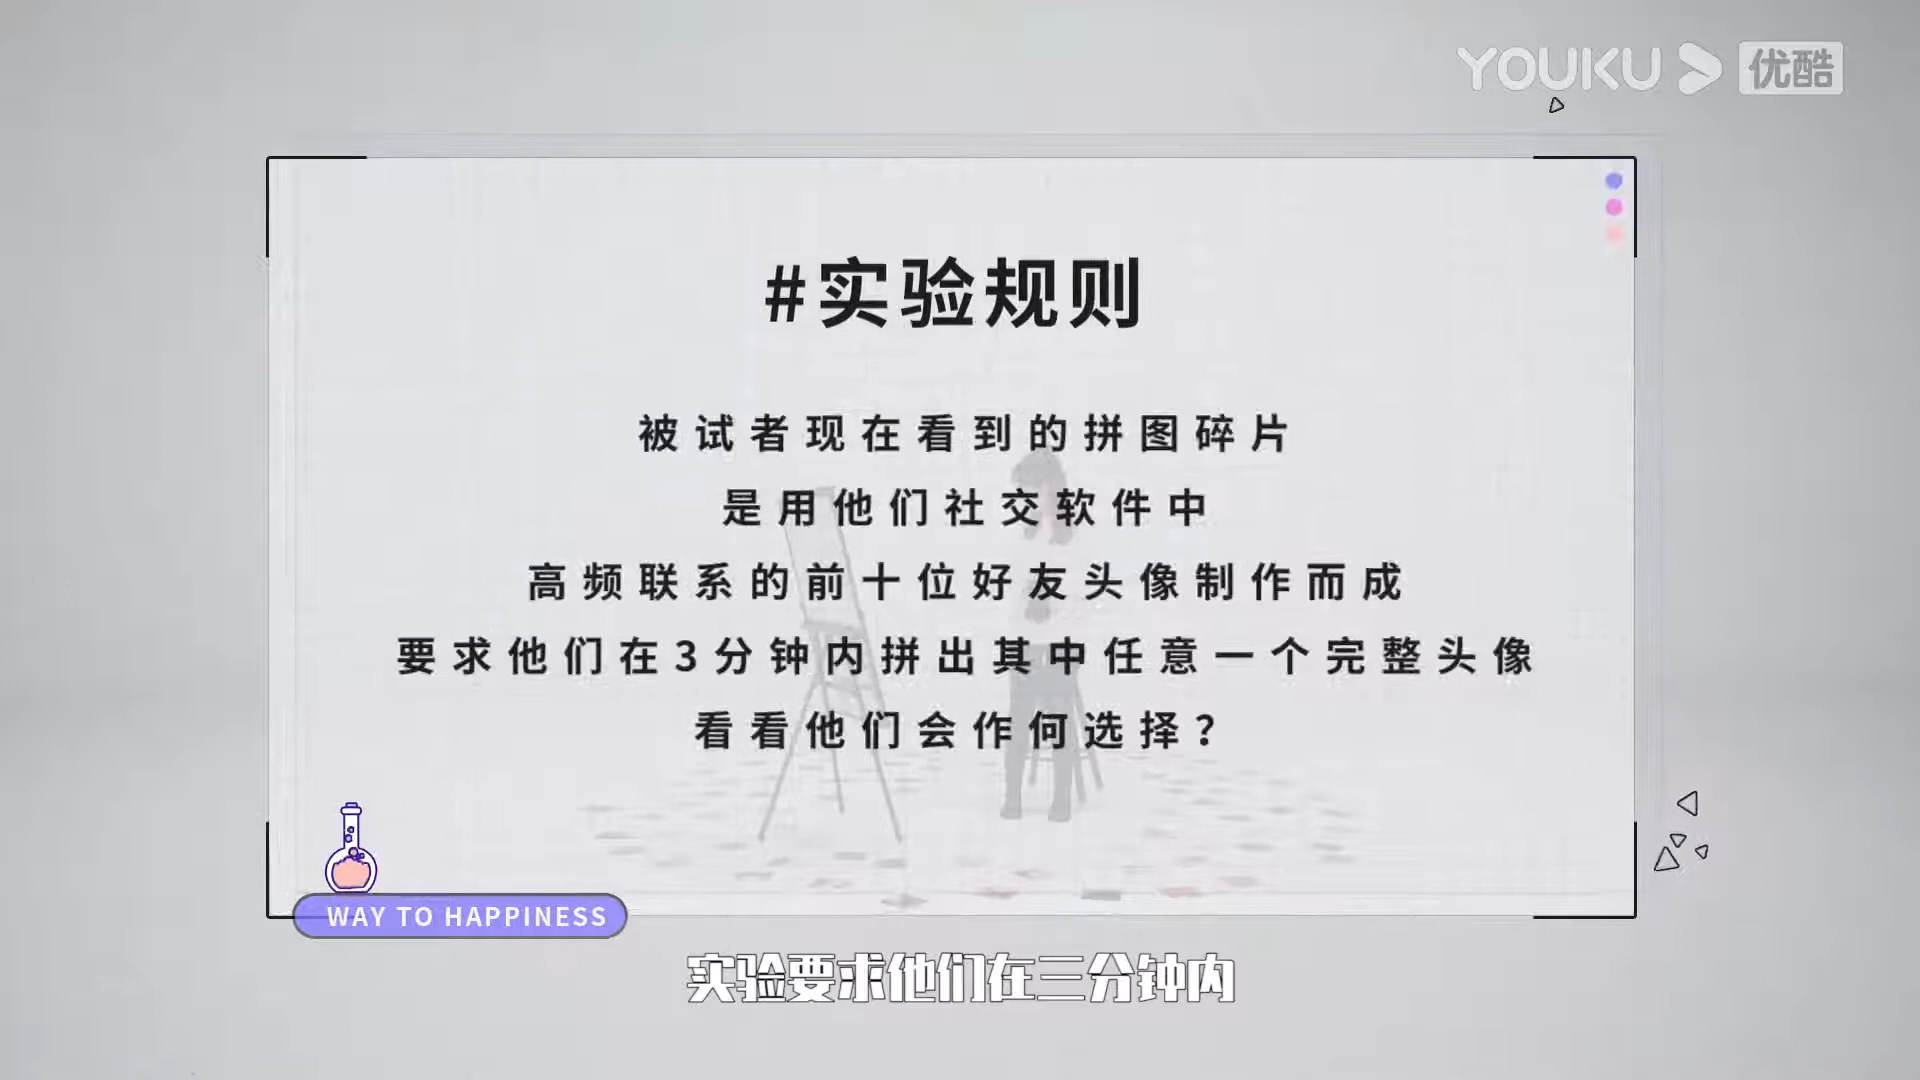 YOUKU 优酷
#实验规则
被试者现在看到的拼图碎片
是用他们社交软件中
高频联系的前十位好友头像制作而成
要求他们在3分钟内拼出其中任意一个完整头像
看看他们会作何选择？
WAY TO HAPPINESS
实验要求他们在三分钟内